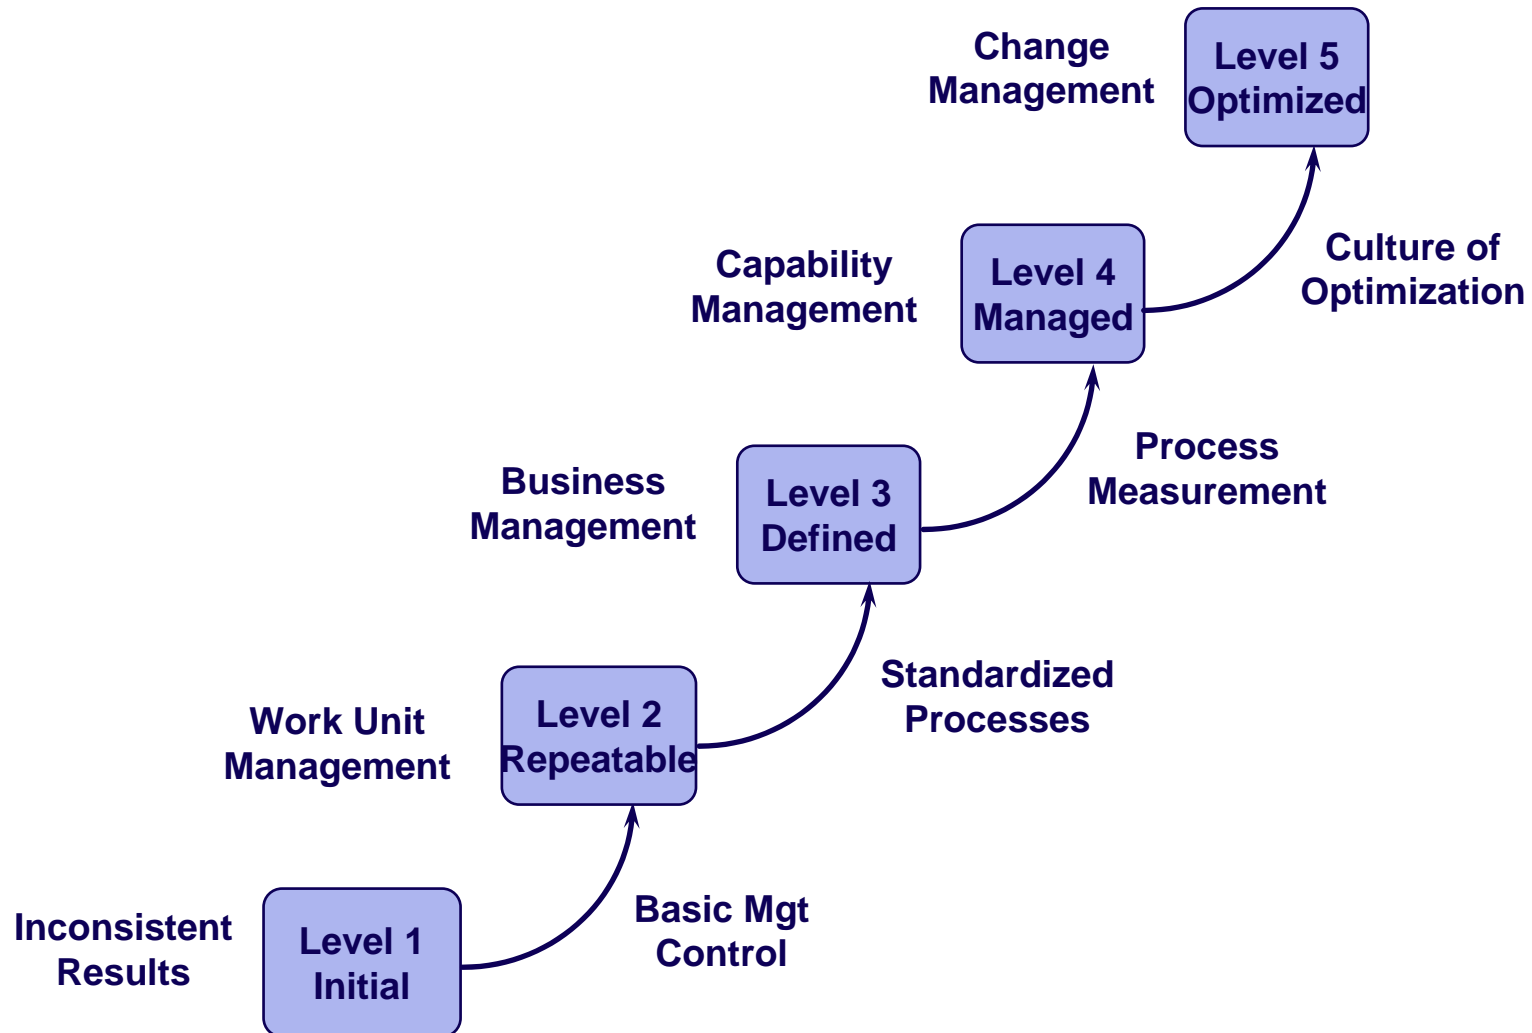 Change
Management
Level 5
Optimized
Capability
Management
Level 4
Managed
Culture of
Optimization
Business
Management
Level 3
Defined
Process
Measurement
Work Unit
Management
Level 2
Repeatable
Standardized
Processes
Inconsistent
Results
Level 1
Initial
Basic Mgt
Control